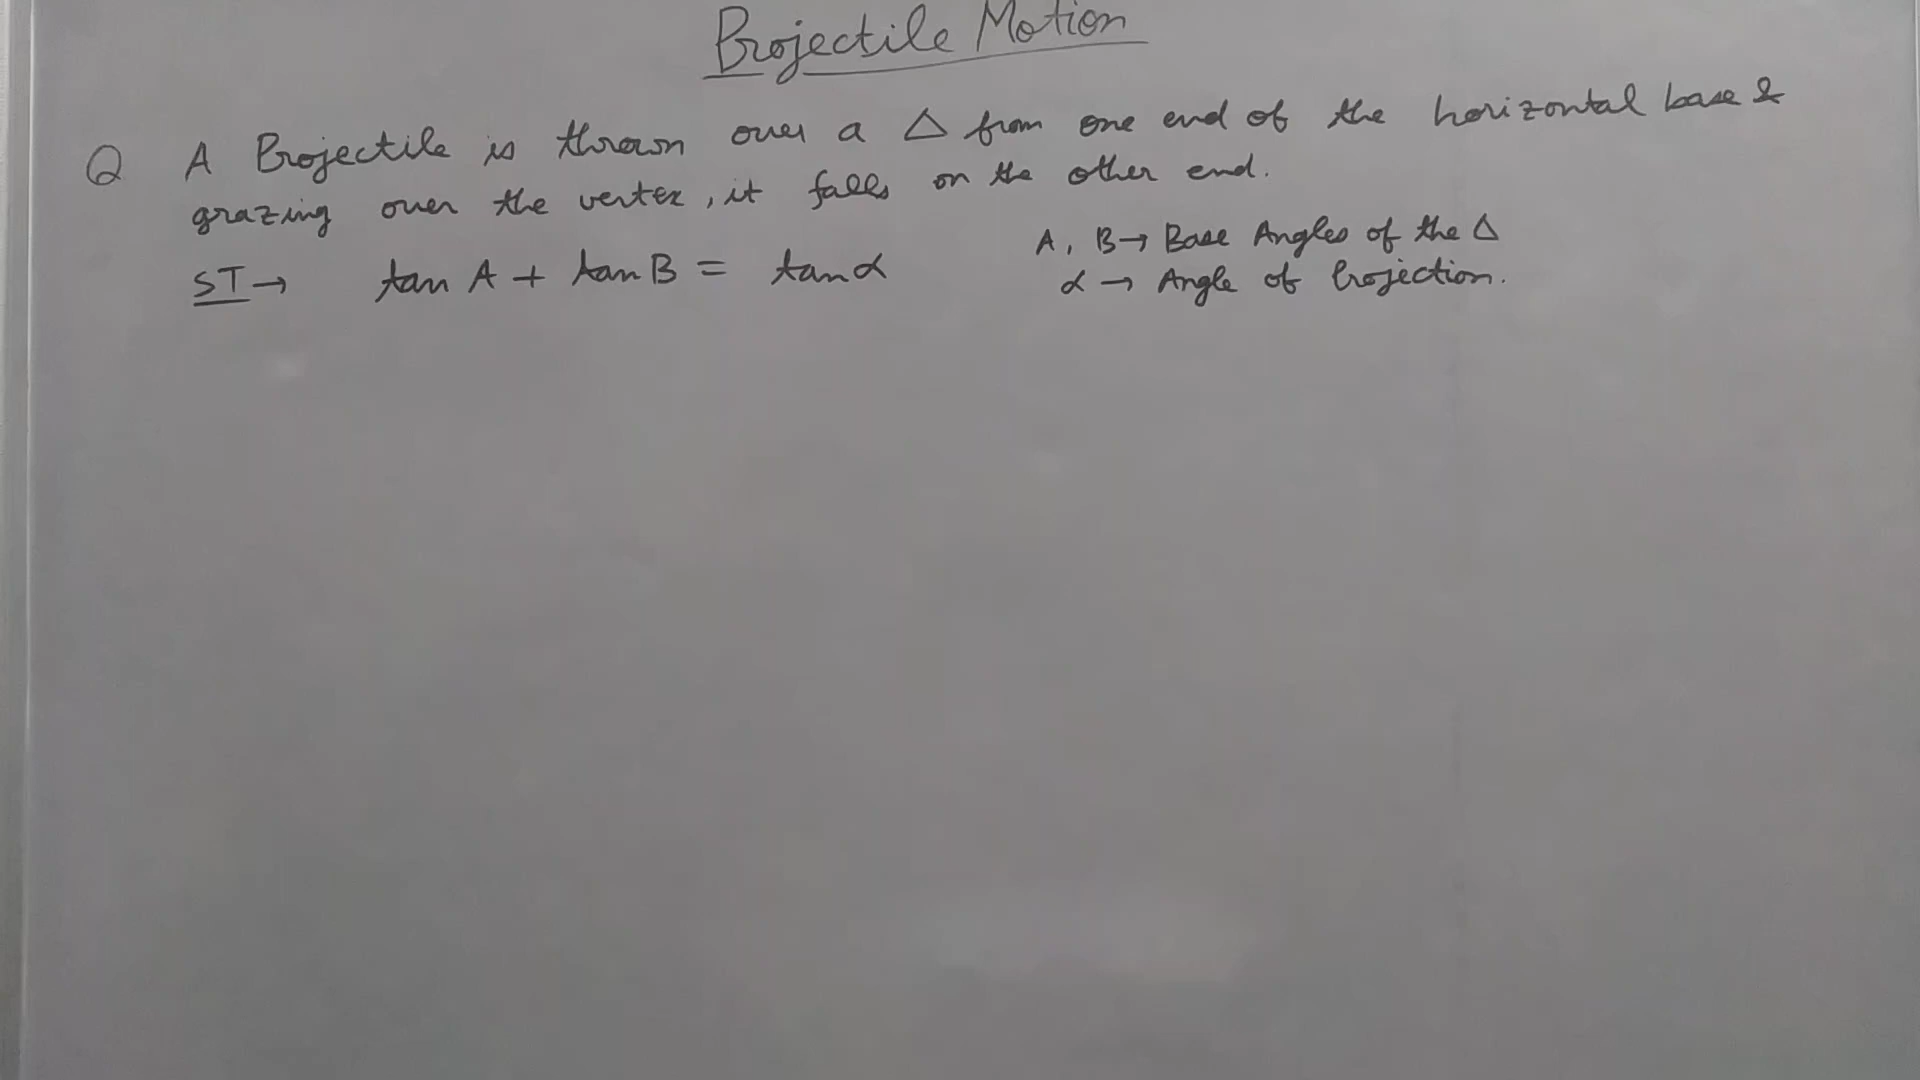 Projectile Motion
Q A Projectile is thrown over a △ from one end of the horizontal base &
grazing over the vertex, it falls on the other end.
A, B → Base Angles of the △
ST → tan A + tan B = tan α
α → Angle of Projection.